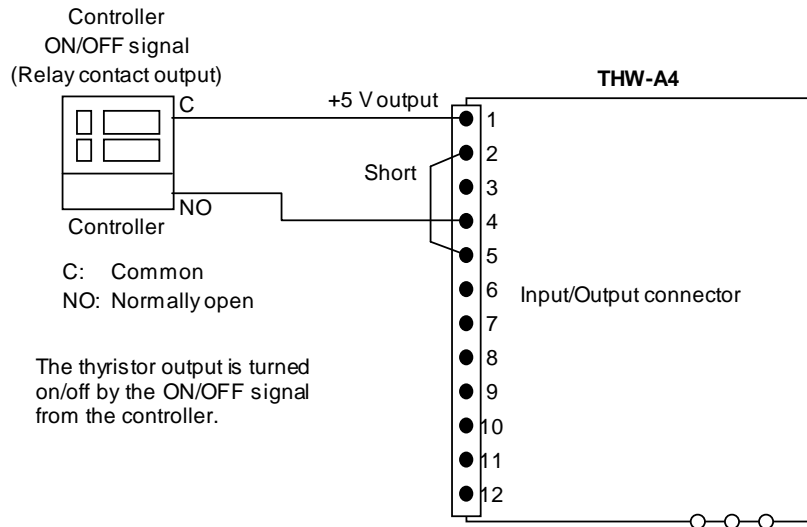 Controller
ON/OFF signal
(Relay contact output)
C
+5 V output
THW-A4
1
2
Short
3
NO
4
Controller
5
C: Common
6
Input/Output connector
NO: Normally open
7
8
The thyristor output is turned
on/off by the ON/OFF signal
from the controller.
9
10
11
12